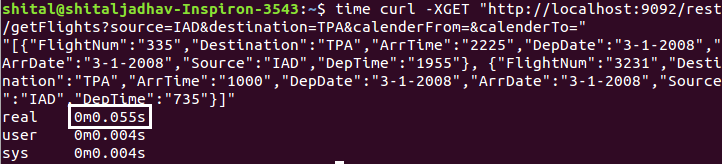 shital@shitaljadhav-Inspiron-3543:~$ time curl -XGET "http://localhost:9092/rest
/getFlights?source=IAD&destination=TPA&calenderFrom=&calenderTo="
"[{"FlightNum":"335","Destination":"TPA","ArrTime":"2225","DepDate":"3-1-2008","
ArrDate":"3-1-2008","Source":"IAD","DepTime":"1955"}, {"FlightNum":"3231","Desti
nation":"TPA","ArrTime":"1000","DepDate":"3-1-2008","ArrDate":"3-1-2008","Source
":"IAD","DepTime":"735"}]"
real 0m0.055s
user 0m0.004s
sys 0m0.004s